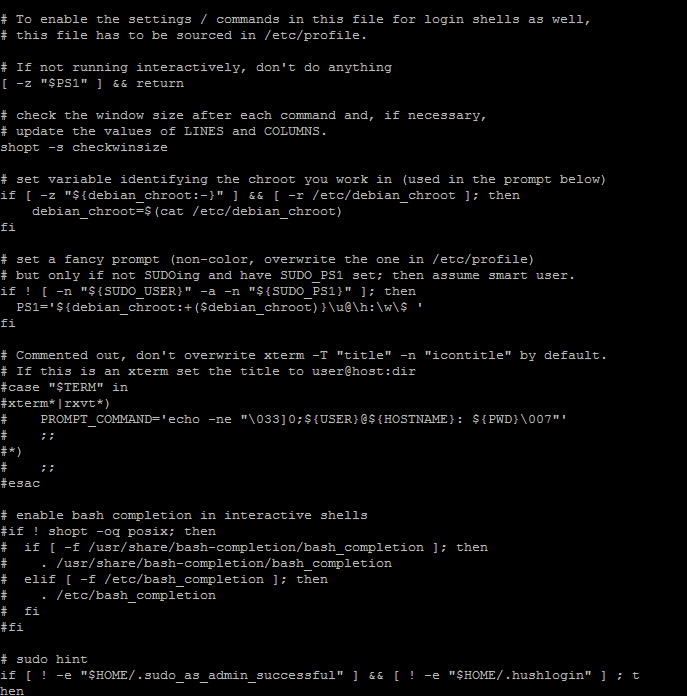 # To enable the settings / commands in this file for login shells as well,
# this file has to be sourced in /etc/profile.

# If not running interactively, don't do anything
[ -z "$PS1" ] && return

# check the window size after each command and, if necessary,
# update the values of LINES and COLUMNS.
shopt -s checkwinsize

# set variable identifying the chroot you work in (used in the prompt below)
if [ -z "${debian_chroot:-}" ] && [ -r /etc/debian_chroot ]; then
    debian_chroot=$(cat /etc/debian_chroot)
fi

# set a fancy prompt (non-color, overwrite the one in /etc/profile)
# but only if not SUDOing and have SUDO_PS1 set; then assume smart user.
if ! [ -n "${SUDO_USER}" -a -n "${SUDO_PS1}" ]; then
  PS1='${debian_chroot:+($debian_chroot)}\u@\h:\w\$ '
fi

# Commented out, don't overwrite xterm -T "title" -n "icontitle" by default.
# If this is an xterm set the title to user@host:dir
#case "$TERM" in
#xterm*|rxvt*)
#    PROMPT_COMMAND='echo -ne "\033]0;${USER}@${HOSTNAME}: ${PWD}\007"'
#    ;;
#*)
#    ;;
#esac

# enable bash completion in interactive shells
#if ! shopt -oq posix; then
#  if [ -f /usr/share/bash-completion/bash_completion ]; then
#    . /usr/share/bash-completion/bash_completion
#  elif [ -f /etc/bash_completion ]; then
#    . /etc/bash_completion
#  fi
#fi

# sudo hint
if [ ! -e "$HOME/.sudo_as_admin_successful" ] && [ ! -e "$HOME/.hushlogin" ] ; t
hen